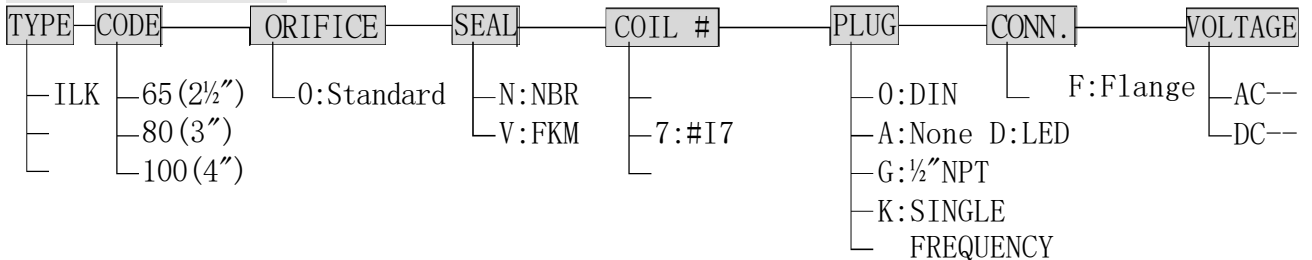 TYPE CODE ORIFICE SEAL COIL # PLUG CONN. VOLTAGE
ILK 65(2½″) 0:Standard N:NBR 0:DIN F:Flange AC--
80(3″) V:FKM 7:#I7 A:None D:LED DC--
100(4″) G:½″NPT
K:SINGLE
FREQUENCY